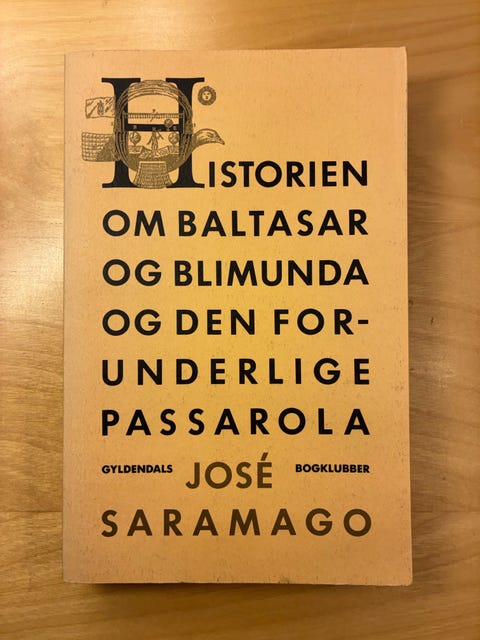 HISTORIEN
OM BALTASAR
OG BLIMUNDA
OG DEN FOR-
UNDERLIGE
PASSAROLA
GYLDENDALS JOSÉ BOGKLUBBER
SARAMAGO